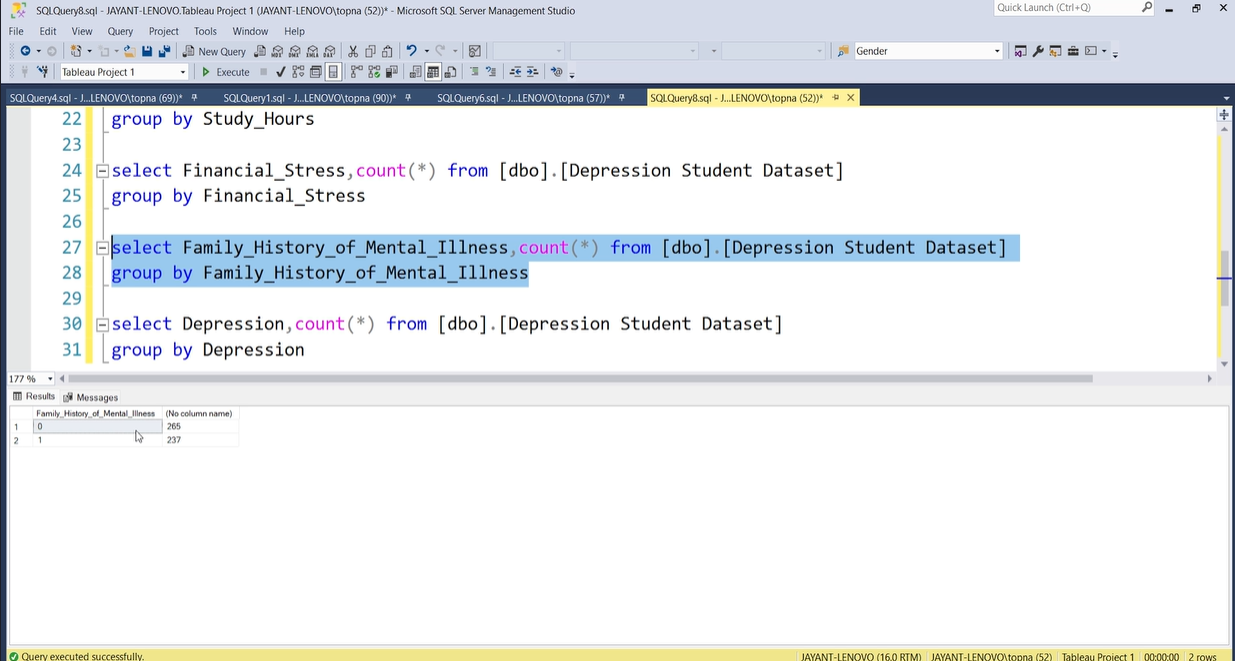 SQLQuery8.sql - JAYANT-LENOVO.Tableau Project 1 (JAYANT-LENOVO\topna (52))* - Microsoft SQL Server Management Studio
Quick Launch (Ctrl+Q)
File Edit View Query Project Tools Window Help
New Query
Gender
Tableau Project 1
Execute
SQLQuery4.sql - J...LENOVO\topna (69))* SQLQuery1.sql - J...LENOVO\topna (90))* SQLQuery6.sql - J...LENOVO\topna (57))* SQLQuery8.sql - J...LENOVO\topna (52))*
22 group by Study_Hours
23
24 select Financial_Stress,count(*) from [dbo].[Depression Student Dataset]
25 group by Financial_Stress
26
27 select Family_History_of_Mental_Illness,count(*) from [dbo].[Depression Student Dataset]
28 group by Family_History_of_Mental_Illness
29
30 select Depression,count(*) from [dbo].[Depression Student Dataset]
31 group by Depression
177 %
Results Messages
Family_History_of_Mental_Illness (No column name)
1 0 265
2 1 237
Query executed successfully. JAYANT-LENOVO (16.0 RTM) JAYANT-LENOVO\topna (52) Tableau Project 1 00:00:00 2 rows